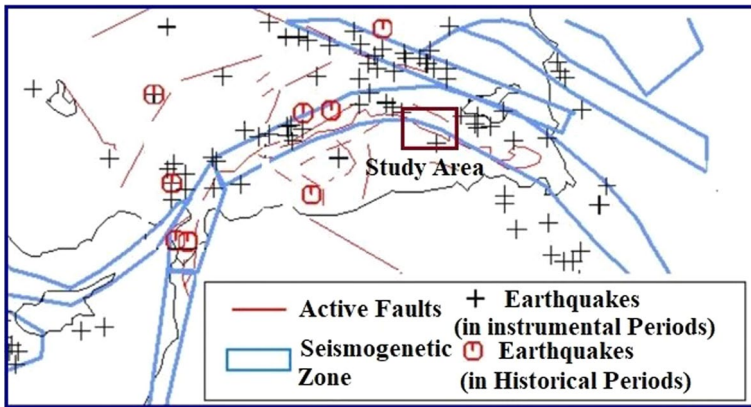 Study Area
Active Faults
Earthquakes
(in instrumental Periods)
Seismogenetic
Zone
Earthquakes
(in Historical Periods)